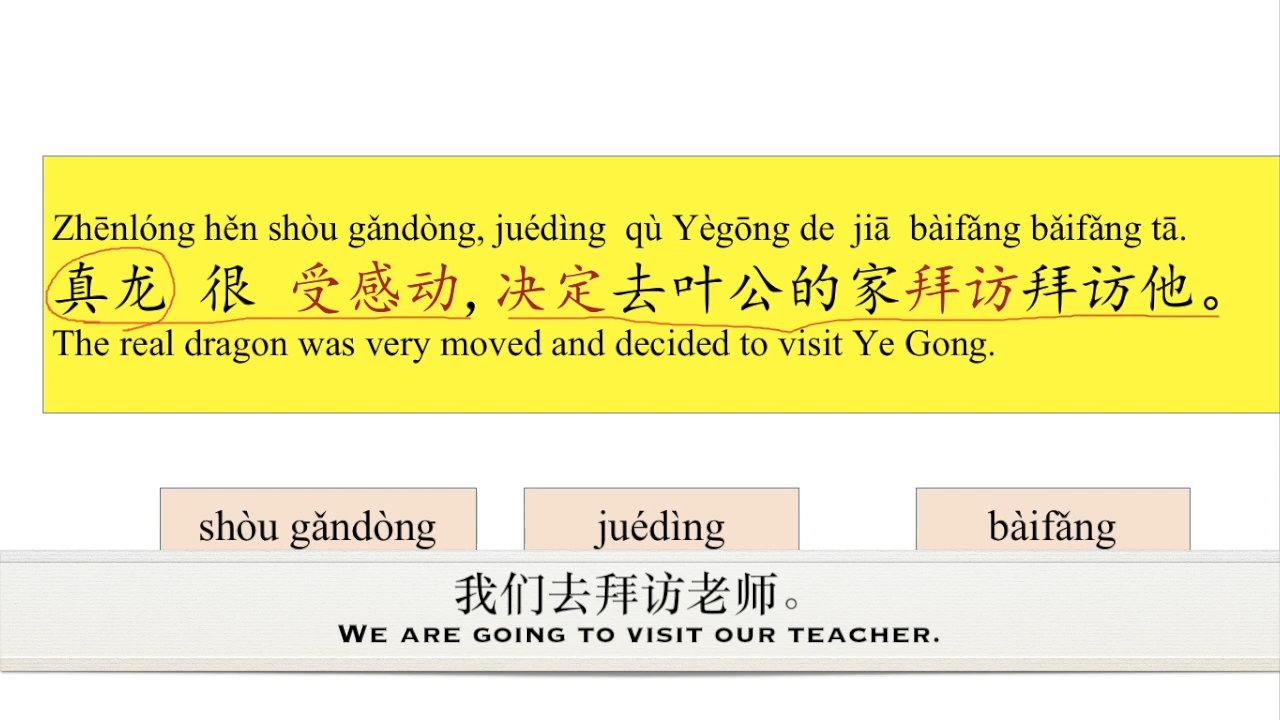 Zhēnlóng hěn shòu gǎndòng, juédìng qù Yègōng de jiā bàifǎng bǎifǎng tā.
真龙 很 受感动, 决定去叶公的家拜访拜访他。
The real dragon was very moved and decided to visit Ye Gong.
shòu gǎndòng juédìng bàifǎng
我们去拜访老师。
WE ARE GOING TO VISIT OUR TEACHER.